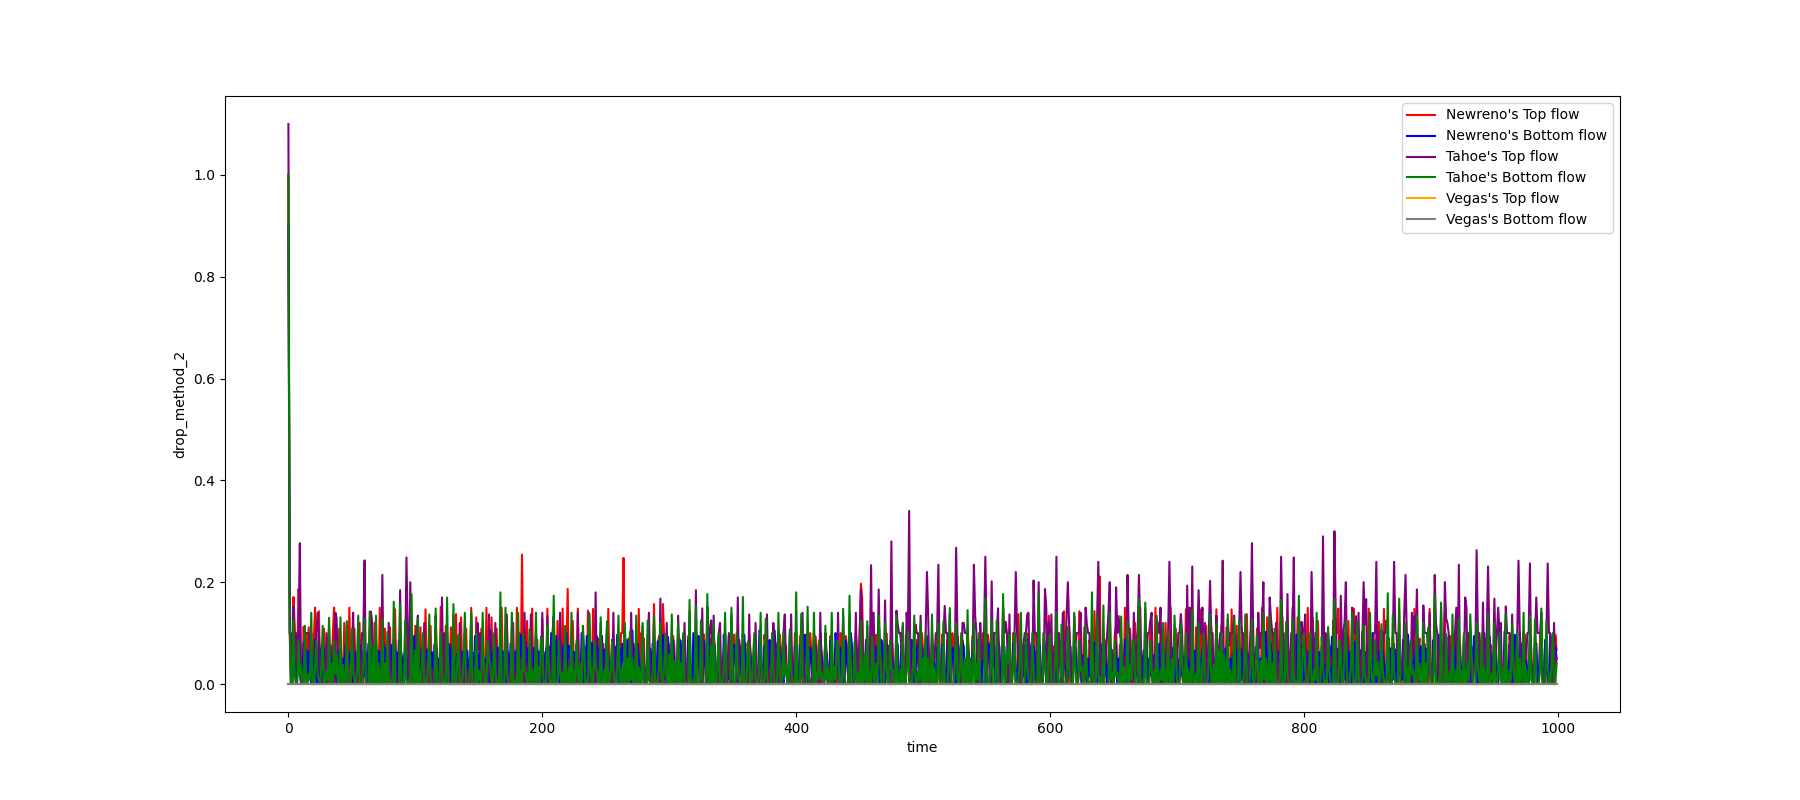 Newreno's Top flow
Newreno's Bottom flow
Tahoe's Top flow
Tahoe's Bottom flow
Vegas's Top flow
Vegas's Bottom flow
drop_method_2
1.0
0.8
0.6
0.4
0.2
0.0
0 200 400 600 800 1000
time